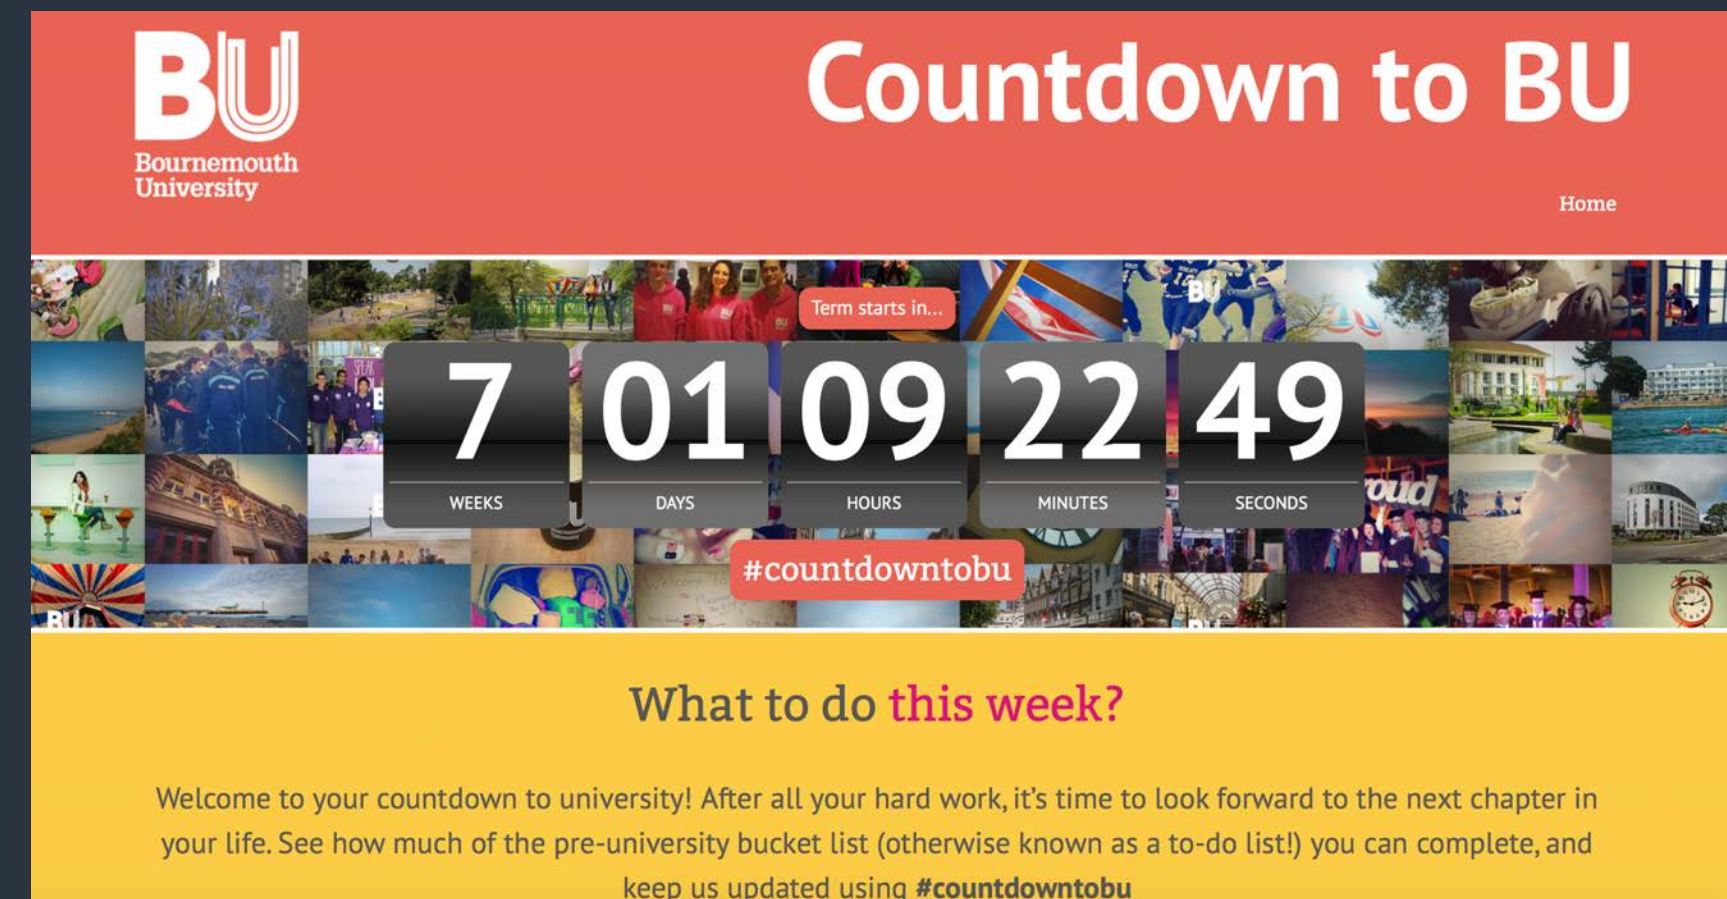 BU
Bournemouth
University
Countdown to BU
Home
Term starts in...
7 01 09 22 49
WEEKS DAYS HOURS MINUTES SECONDS
#countdowntobu
What to do this week?
Welcome to your countdown to university! After all your hard work, it's time to look forward to the next chapter in
your life. See how much of the pre-university bucket list (otherwise known as a to-do list!) you can complete, and
keep us updated using #countdowntobu